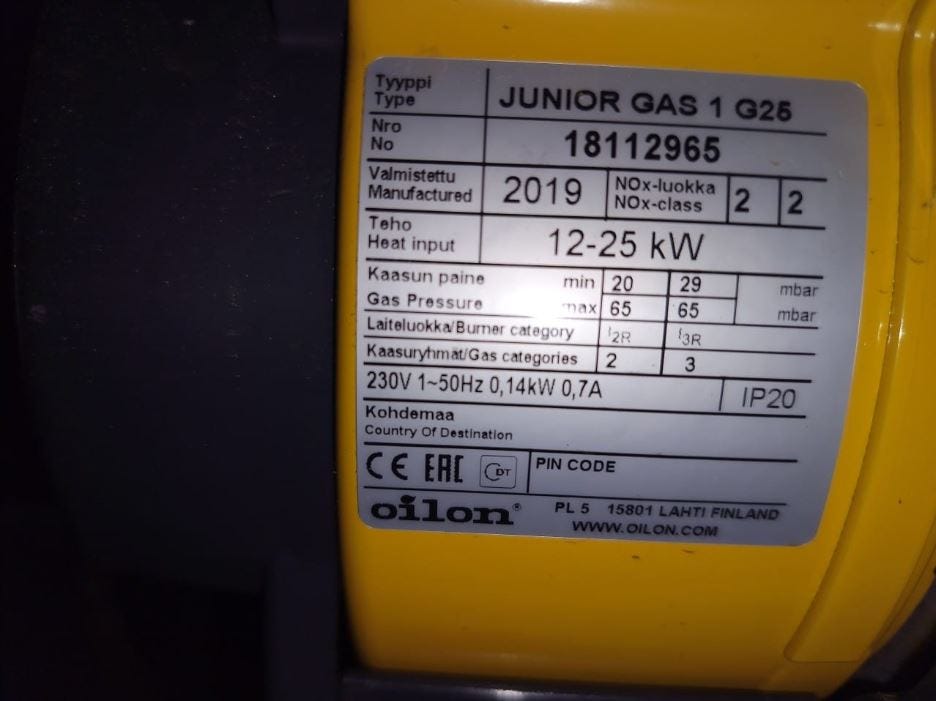 Tyyppi
Type
JUNIOR GAS 1 G25
Nro
No
18112965
Valmistettu
Manufactured
2019
NOx-luokka
NOx-class
2 2
Teho
Heat input
12-25 kW
Kaasun paine min 20 29 mbar
Gas Pressure max 65 65 mbar
Laiteluokka/Burner category I2R I3R
Kaasuryhmät/Gas categories 2 3
230V 1~50Hz 0,14kW 0,7A IP20
Kohdemaa
Country Of Destination
CE EAC CDT PIN CODE
oilon® PL 5 15801 LAHTI FINLAND
WWW.OILON.COM